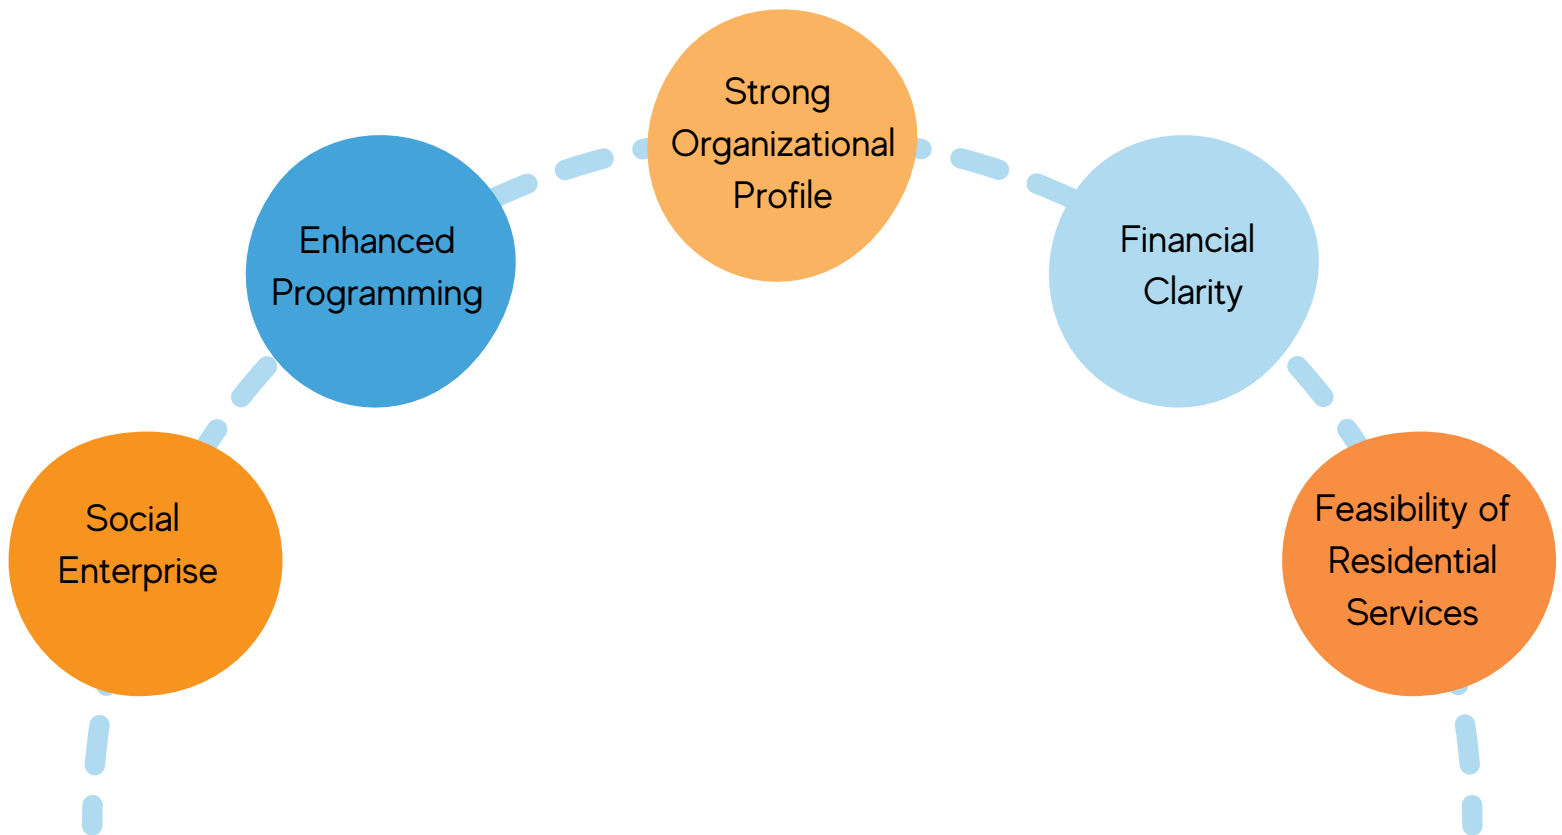 Social
Enterprise
Enhanced
Programming
Strong
Organizational
Profile
Financial
Clarity
Feasibility of
Residential
Services